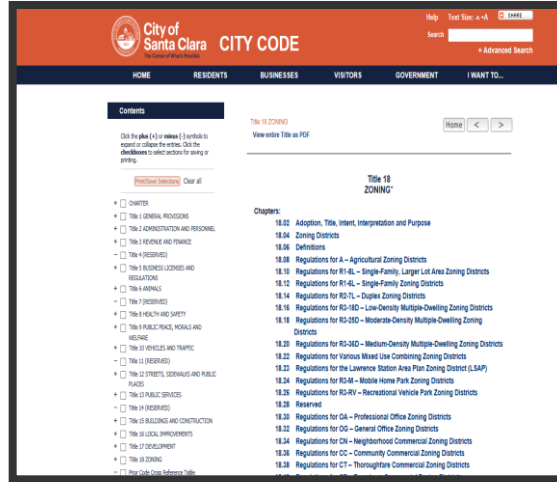 Help Text Size: -a +A SHARE
City of
Santa Clara
The Center of What's Possible
CITY CODE
Search
+ Advanced Search
HOME RESIDENTS BUSINESSES VISITORS GOVERNMENT I WANT TO...
Contents
Click the plus (+) or minus (-) symbols to
expand or collapse the entries. Click the
checkboxes to select sections for saving or
printing.
Print/Save Selections Clear all
+ CHARTER
+ Title 1 GENERAL PROVISIONS
+ Title 2 ADMINISTRATION AND PERSONNEL
+ Title 3 REVENUE AND FINANCE
− Title 4 (RESERVED)
+ Title 5 BUSINESS LICENSES AND
REGULATIONS
+ Title 6 ANIMALS
− Title 7 (RESERVED)
+ Title 8 HEALTH AND SAFETY
+ Title 9 PUBLIC PEACE, MORALS AND
WELFARE
+ Title 10 VEHICLES AND TRAFFIC
− Title 11 (RESERVED)
+ Title 12 STREETS, SIDEWALKS AND PUBLIC
PLACES
+ Title 13 PUBLIC SERVICES
− Title 14 (RESERVED)
+ Title 15 BUILDINGS AND CONSTRUCTION
+ Title 16 LOCAL IMPROVEMENTS
+ Title 17 DEVELOPMENT
+ Title 18 ZONING
− Prior Code Cross Reference Table
Title 18 ZONING
View entire Title as PDF
Home < >
Title 18
ZONING*
Chapters:
18.02 Adoption, Title, Intent, Interpretation and Purpose
18.04 Zoning Districts
18.06 Definitions
18.08 Regulations for A – Agricultural Zoning Districts
18.10 Regulations for R1-8L – Single-Family, Larger Lot Area Zoning Districts
18.12 Regulations for R1-6L – Single-Family Zoning Districts
18.14 Regulations for R2-7L – Duplex Zoning Districts
18.16 Regulations for R3-18D – Low-Density Multiple-Dwelling Zoning Districts
18.18 Regulations for R3-25D – Moderate-Density Multiple-Dwelling Zoning
Districts
18.20 Regulations for R3-36D – Medium-Density Multiple-Dwelling Zoning Districts
18.22 Regulations for Various Mixed Use Combining Zoning Districts
18.23 Regulations for the Lawrence Station Area Plan Zoning District (LSAP)
18.24 Regulations for R3-M – Mobile Home Park Zoning Districts
18.26 Regulations for R3-RV – Recreational Vehicle Park Zoning Districts
18.28 Reserved
18.30 Regulations for OA – Professional Office Zoning Districts
18.32 Regulations for OG – General Office Zoning Districts
18.34 Regulations for CN – Neighborhood Commercial Zoning Districts
18.36 Regulations for CC – Community Commercial Zoning Districts
18.38 Regulations for CT – Thoroughfare Commercial Zoning Districts